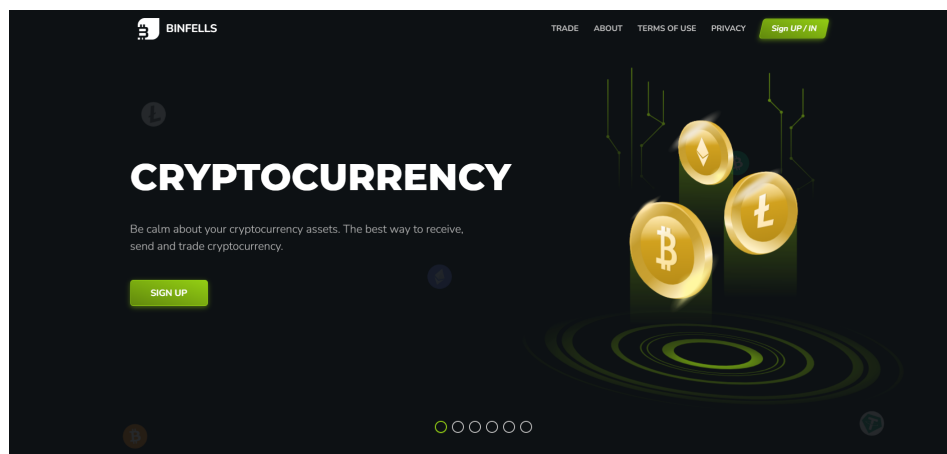 BINFELLS
TRADE ABOUT TERMS OF USE PRIVACY Sign UP / IN
CRYPTOCURRENCY
Be calm about your cryptocurrency assets. The best way to receive,
send and trade cryptocurrency.
SIGN UP